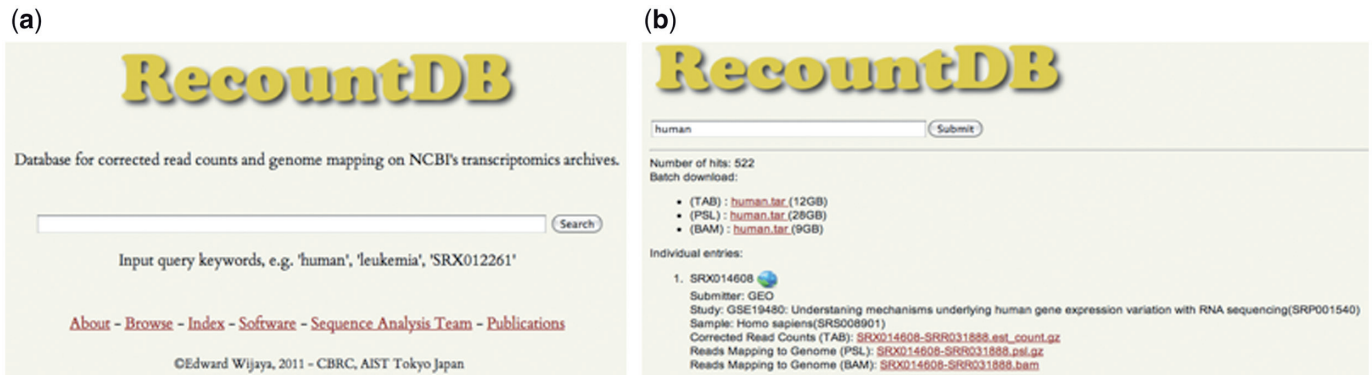 (a)
RecountDB
Database for corrected read counts and genome mapping on NCBI's transcriptomics archives.
Search
Input query keywords, e.g. 'human', 'leukemia', 'SRX012261'
About - Browse - Index - Software - Sequence Analysis Team - Publications
©Edward Wijaya, 2011 - CBRC, AIST Tokyo Japan
(b)
RecountDB
human Submit
Number of hits: 522
Batch download:
• (TAB) : human.tar (12GB)
• (PSL) : human.tar (28GB)
• (BAM) : human.tar (9GB)
Individual entries:
1. SRX014608
Submitter: GEO
Study: GSE19480: Understaning mechanisms underlying human gene expression variation with RNA sequencing(SRP001540)
Sample: Homo sapiens(SRS008901)
Corrected Read Counts (TAB): SRX014608-SRR031888.est_count.gz
Reads Mapping to Genome (PSL): SRX014608-SRR031888.psl.gz
Reads Mapping to Genome (BAM): SRX014608-SRR031888.bam